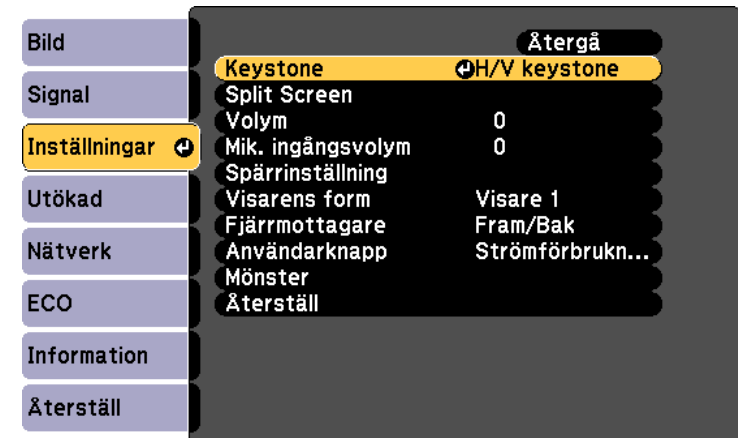 Bild
Signal
Inställningar
Utökad
Nätverk
ECO
Information
Återställ
Återgå
Keystone H/V keystone
Split Screen
Volym 0
Mik. ingångsvolym 0
Spärrinställning
Visarens form Visare 1
Fjärrmottagare Fram/Bak
Användarknapp Strömförbrukn...
Mönster
Återställ